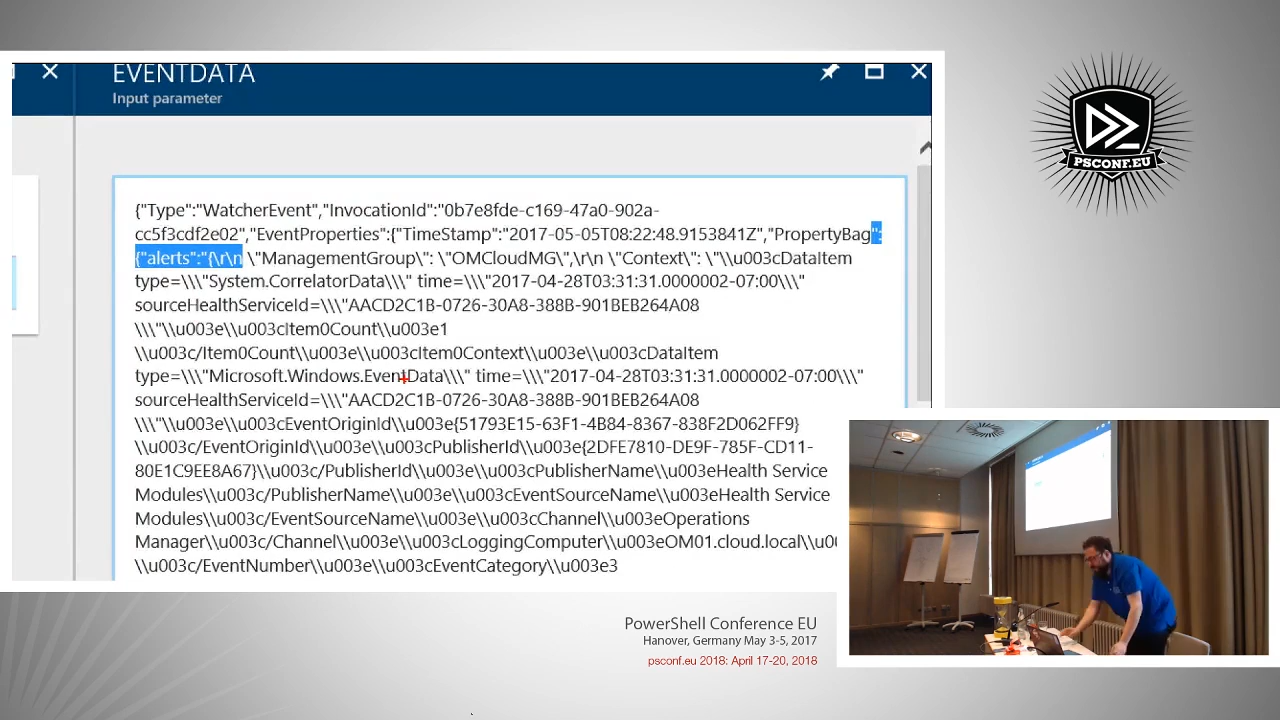 EVENTDATA
Input parameter
{"Type":"WatcherEvent","InvocationId":"0b7e8fde-c169-47a0-902a-
cc5f3cdf2e02","EventProperties":{"TimeStamp":"2017-05-05T08:22:48.9153841Z","PropertyBag":
{"alerts":"{\r\n \"ManagementGroup\": \"OMCloudMG\",\r\n \"Context\": \"\\u003cDataItem
type=\\\"System.CorrelatorData\\\" time=\\\"2017-04-28T03:31:31.0000002-07:00\\\"
sourceHealthServiceId=\\\"AACD2C1B-0726-30A8-388B-901BEB264A08
\\\"\\u003e\\u003cItem0Count\\u003e1
\\u003c/Item0Count\\u003e\\u003cItem0Context\\u003e\\u003cDataItem
type=\\\"Microsoft.Windows.EventData\\\" time=\\\"2017-04-28T03:31:31.0000002-07:00\\\"
sourceHealthServiceId=\\\"AACD2C1B-0726-30A8-388B-901BEB264A08
\\\"\\u003e\\u003cEventOriginId\\u003e{51793E15-63F1-4B84-8367-838F2D062FF9}
\\u003c/EventOriginId\\u003e\\u003cPublisherId\\u003e{2DFE7810-DE9F-785F-CD11-
80E1C9EE8A67}\\u003c/PublisherId\\u003e\\u003cPublisherName\\u003eHealth Service
Modules\\u003c/PublisherName\\u003e\\u003cEventSourceName\\u003eHealth Service
Modules\\u003c/EventSourceName\\u003e\\u003cChannel\\u003eOperations
Manager\\u003c/Channel\\u003e\\u003cLoggingComputer\\u003eOM01.cloud.local\\u00
\\u003c/EventNumber\\u003e\\u003cEventCategory\\u003e3
PSCONF.EU
PowerShell Conference EU
Hanover, Germany May 3-5, 2017
psconf.eu 2018: April 17-20, 2018